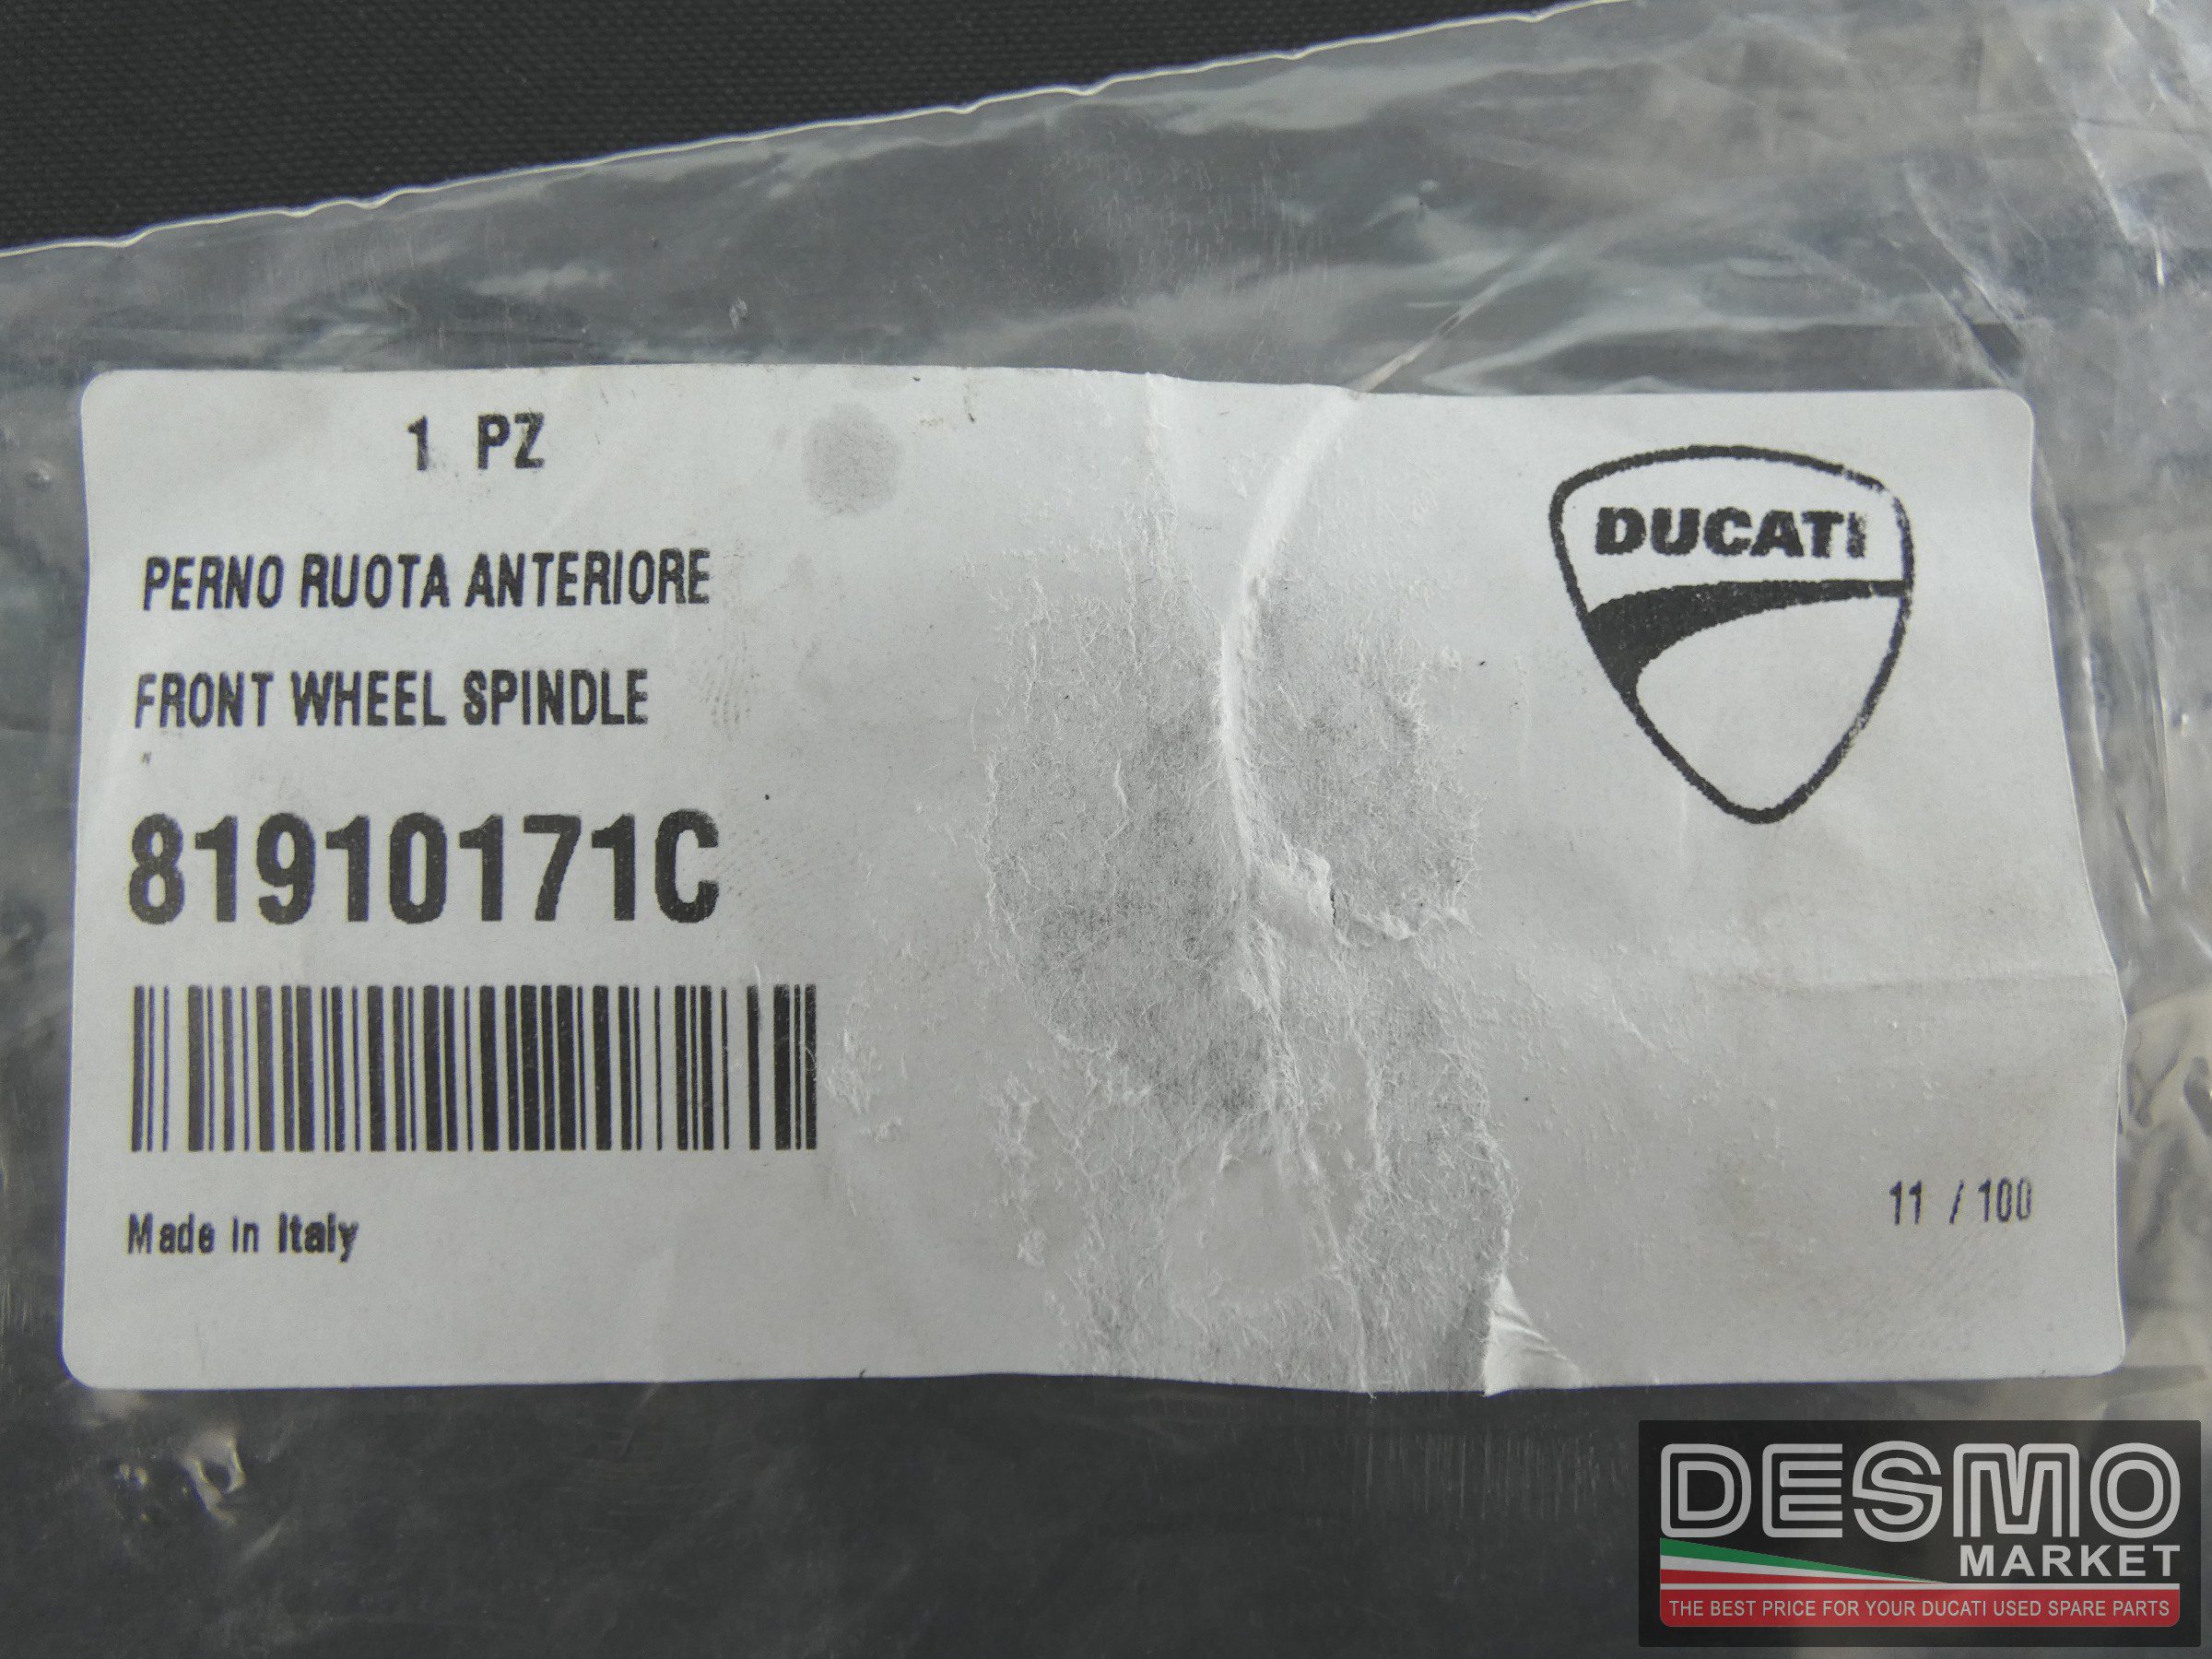 1 PZ
PERNO RUOTA ANTERIORE
FRONT WHEEL SPINDLE
81910171C
Made in Italy
DUCATI
11 / 100
DESMO
MARKET
THE BEST PRICE FOR YOUR DUCATI USED SPARE PARTS